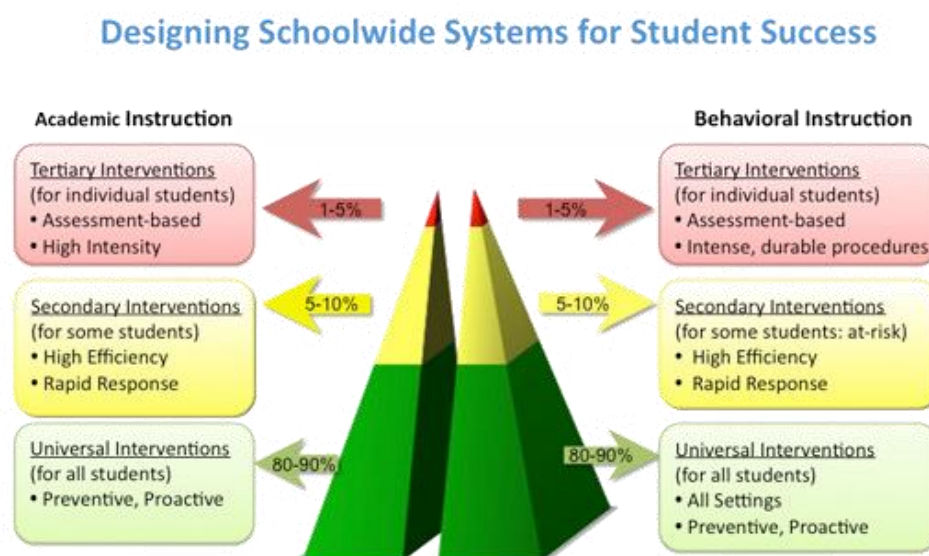 Designing Schoolwide Systems for Student Success
Academic Instruction
Tertiary Interventions
(for individual students)
• Assessment-based
• High Intensity
1-5%
Secondary Interventions
(for some students)
• High Efficiency
• Rapid Response
5-10%
Universal Interventions
(for all students)
• Preventive, Proactive
80-90%
Behavioral Instruction
1-5%
Tertiary Interventions
(for individual students)
• Assessment-based
• Intense, durable procedures
5-10%
Secondary Interventions
(for some students: at-risk)
• High Efficiency
• Rapid Response
80-90%
Universal Interventions
(for all students)
• All Settings
• Preventive, Proactive